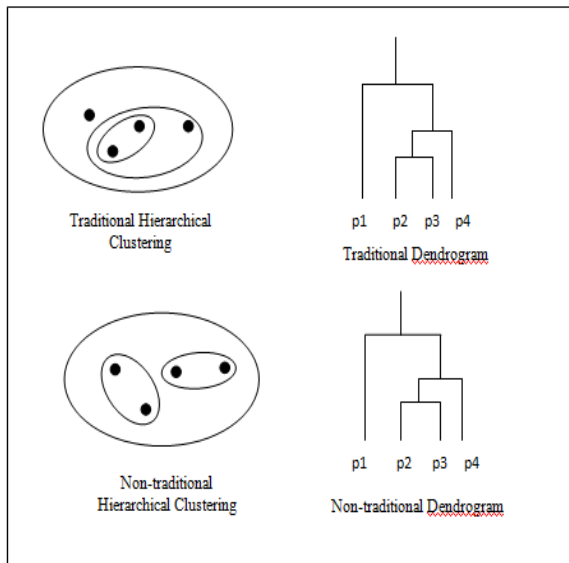 p1 p2 p3 p4
Traditional Hierarchical
Clustering
Traditional Dendrogram
p1 p2 p3 p4
Non-traditional
Hierarchical Clustering
Non-traditional Dendrogram